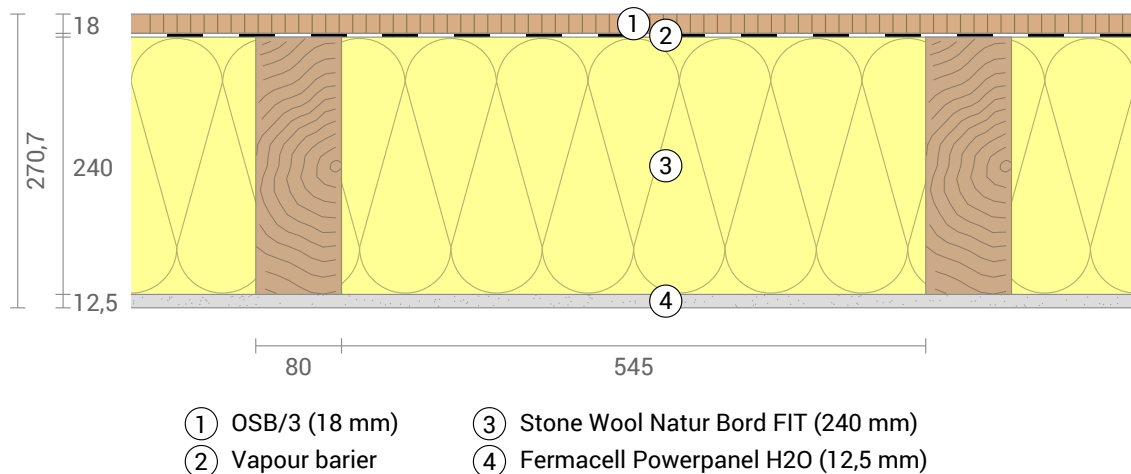 1
18
2
270,7
240
3
12,5
4
80
545
1 OSB/3 (18 mm)
2 Vapour barier
3 Stone Wool Natur Bord FIT (240 mm)
4 Fermacell Powerpanel H2O (12,5 mm)